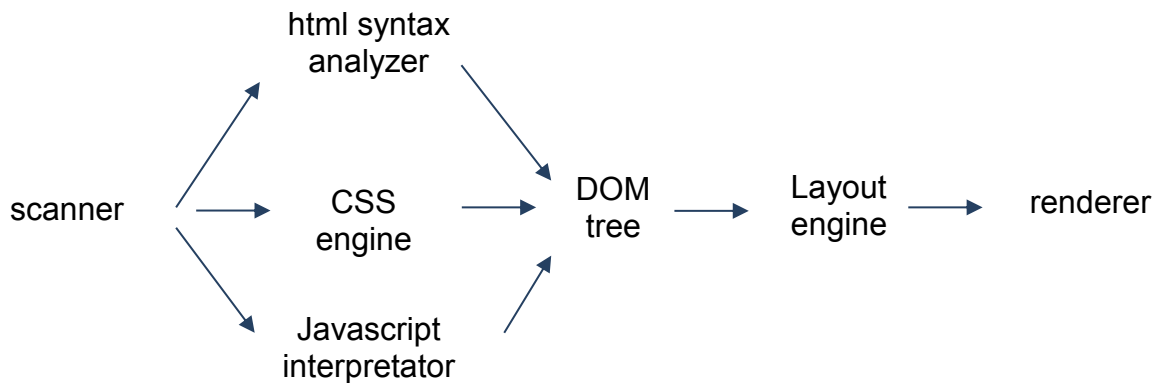 html syntax
analyzer
scanner
CSS
engine
DOM
tree
Layout
engine
renderer
Javascript
interpretator